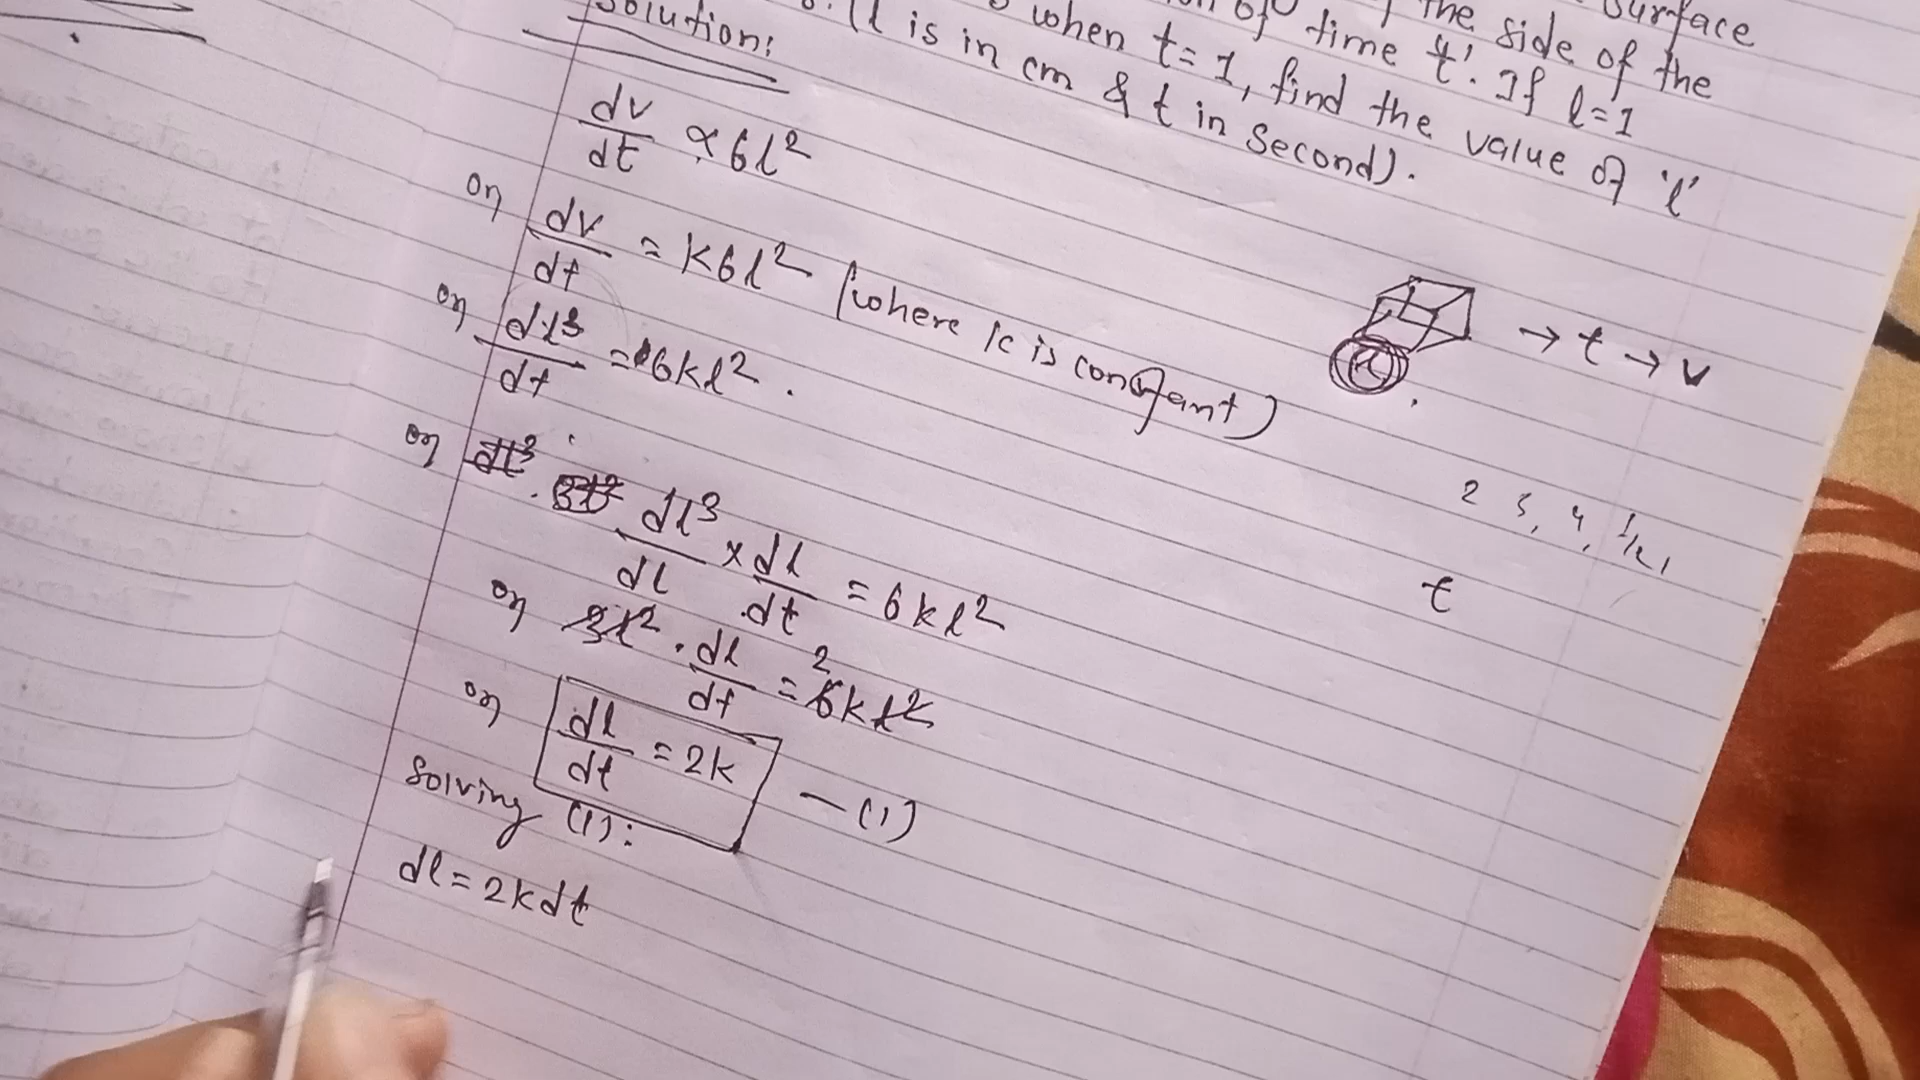 Surface
of the side of the
time 't'. If l=1
when t=1, find the value of 'l'
(l is in cm & t in Second).
Solution:
dv/dt ∝ 6l²
or dv/dt = K6l² (where k is constant)
or dl³/dt = 6kl².
→ t → v
or dl³/dl × dl/dt = 6kl²
2 3, 4, 1/2,
t
or 3l² . dl/dt = 6kl²
2
or dl/dt = 2k — (1)
Solving (1):
dl = 2kdt